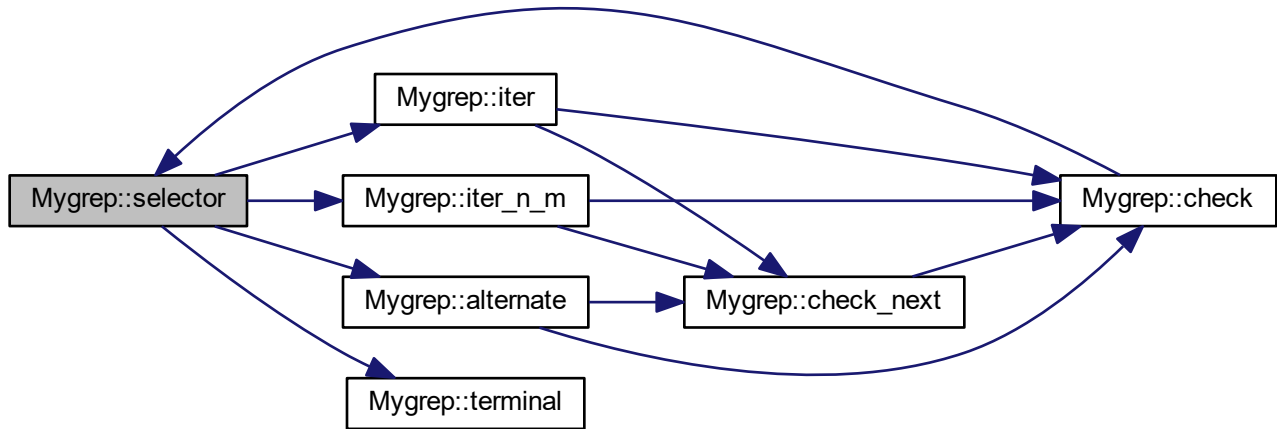 Mygrep::selector
Mygrep::iter
Mygrep::iter_n_m
Mygrep::alternate
Mygrep::terminal
Mygrep::check_next
Mygrep::check